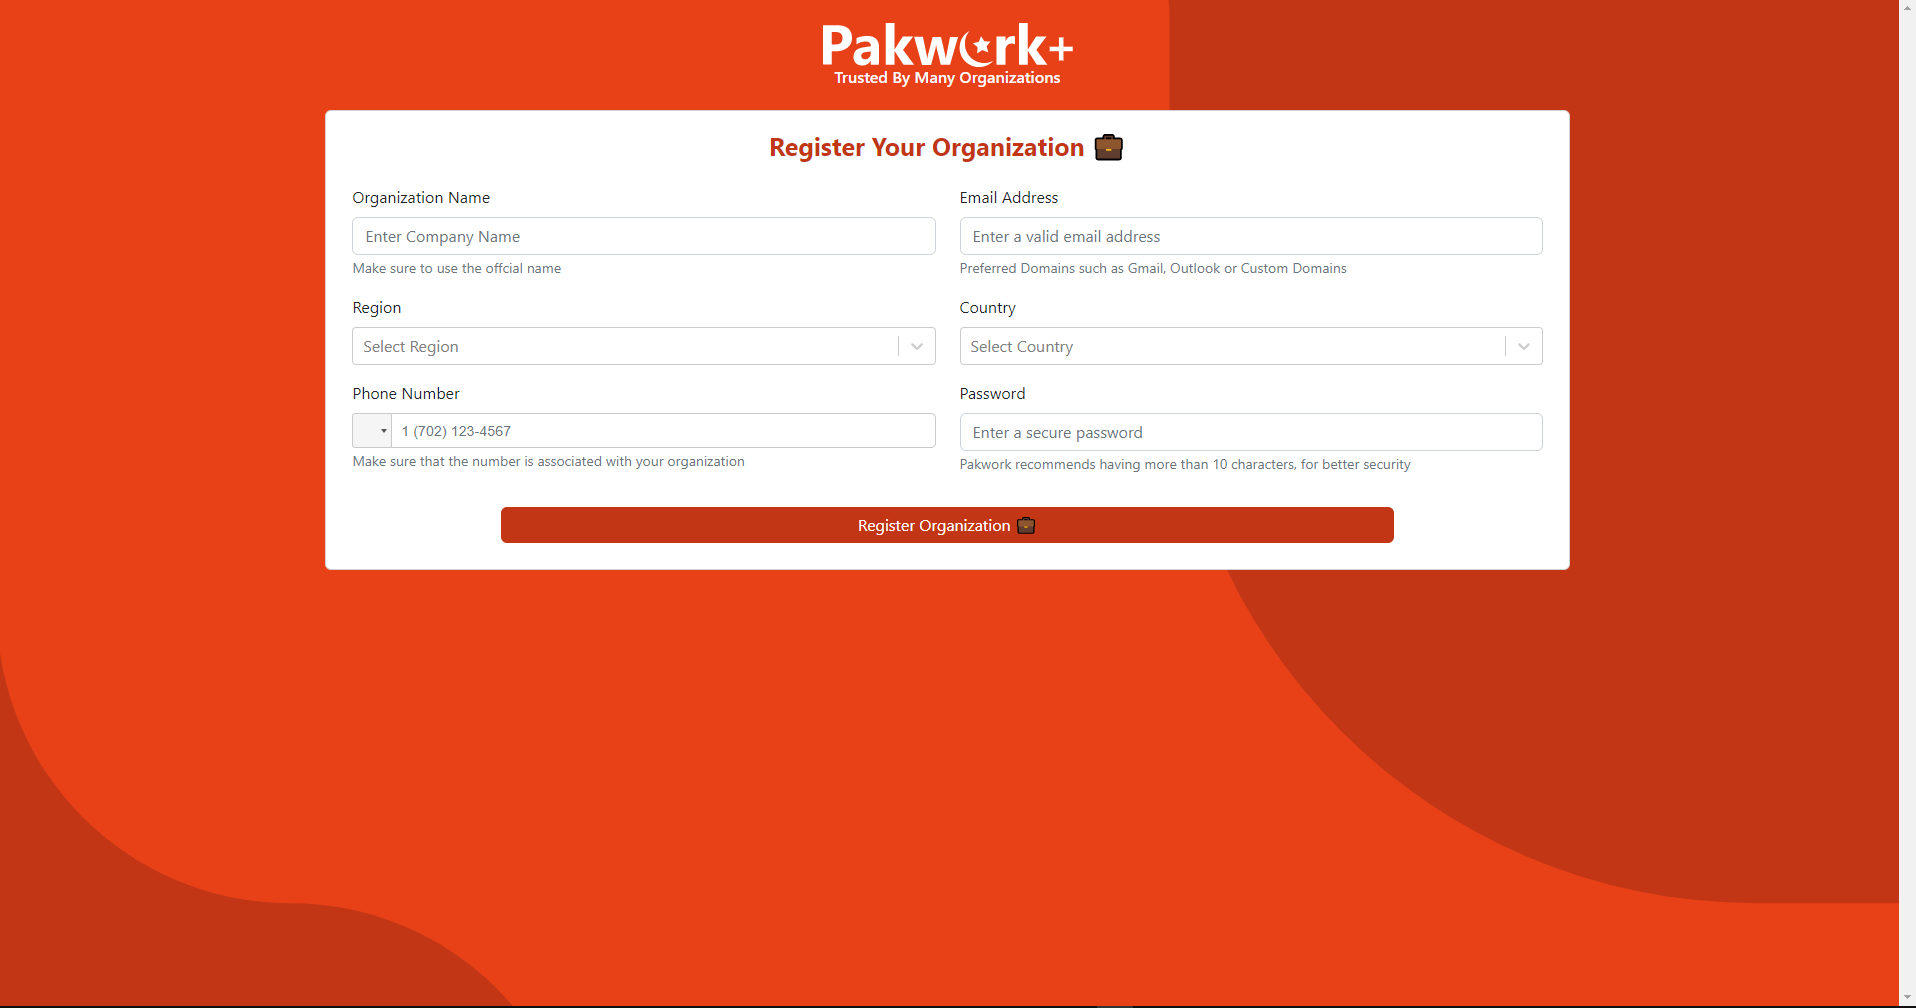 Pakwork+
Trusted By Many Organizations
Register Your Organization
Organization Name
Enter Company Name
Make sure to use the offcial name
Email Address
Enter a valid email address
Preferred Domains such as Gmail, Outlook or Custom Domains
Region
Select Region
Country
Select Country
Phone Number
1 (702) 123-4567
Make sure that the number is associated with your organization
Password
Enter a secure password
Pakwork recommends having more than 10 characters, for better security
Register Organization